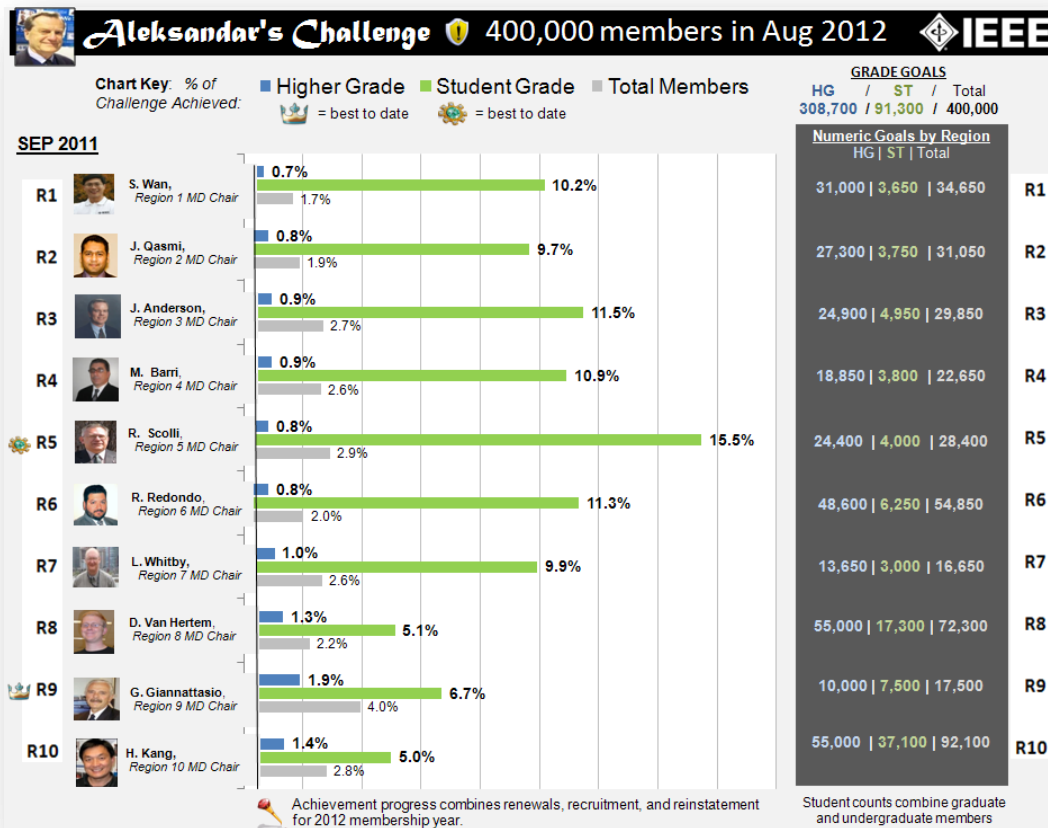 Aleksandar's Challenge 400,000 members in Aug 2012 IEEE
Chart Key: % of
Challenge Achieved:
Higher Grade Student Grade Total Members
= best to date = best to date
GRADE GOALS
HG / ST / Total
308,700 / 91,300 / 400,000
SEP 2011
Numeric Goals by Region
HG | ST | Total
R1
S. Wan,
Region 1 MD Chair
0.7%
10.2%
1.7%
31,000 | 3,650 | 34,650
R1
R2
J. Qasmi,
Region 2 MD Chair
0.8%
9.7%
1.9%
27,300 | 3,750 | 31,050
R2
R3
J. Anderson,
Region 3 MD Chair
0.9%
11.5%
2.7%
24,900 | 4,950 | 29,850
R3
R4
M. Barri,
Region 4 MD Chair
0.9%
10.9%
2.6%
18,850 | 3,800 | 22,650
R4
R5
R. Scolli,
Region 5 MD Chair
0.8%
15.5%
2.9%
24,400 | 4,000 | 28,400
R5
R6
R. Redondo,
Region 6 MD Chair
0.8%
11.3%
2.0%
48,600 | 6,250 | 54,850
R6
R7
L. Whitby,
Region 7 MD Chair
1.0%
9.9%
2.6%
13,650 | 3,000 | 16,650
R7
R8
D. Van Hertem,
Region 8 MD Chair
1.3%
5.1%
2.2%
55,000 | 17,300 | 72,300
R8
R9
G. Giannattasio,
Region 9 MD Chair
1.9%
6.7%
4.0%
10,000 | 7,500 | 17,500
R9
R10
H. Kang,
Region 10 MD Chair
1.4%
5.0%
2.8%
55,000 | 37,100 | 92,100
R10
Achievement progress combines renewals, recruitment, and reinstatement
for 2012 membership year.
Student counts combine graduate
and undergraduate members